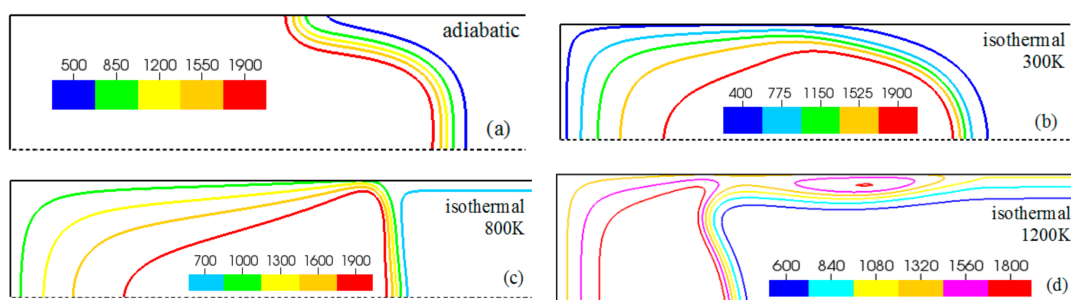 adiabatic
500 850 1200 1550 1900
(a)
isothermal
300K
400 775 1150 1525 1900
(b)
isothermal
800K
700 1000 1300 1600 1900
(c)
isothermal
1200K
600 840 1080 1320 1560 1800
(d)